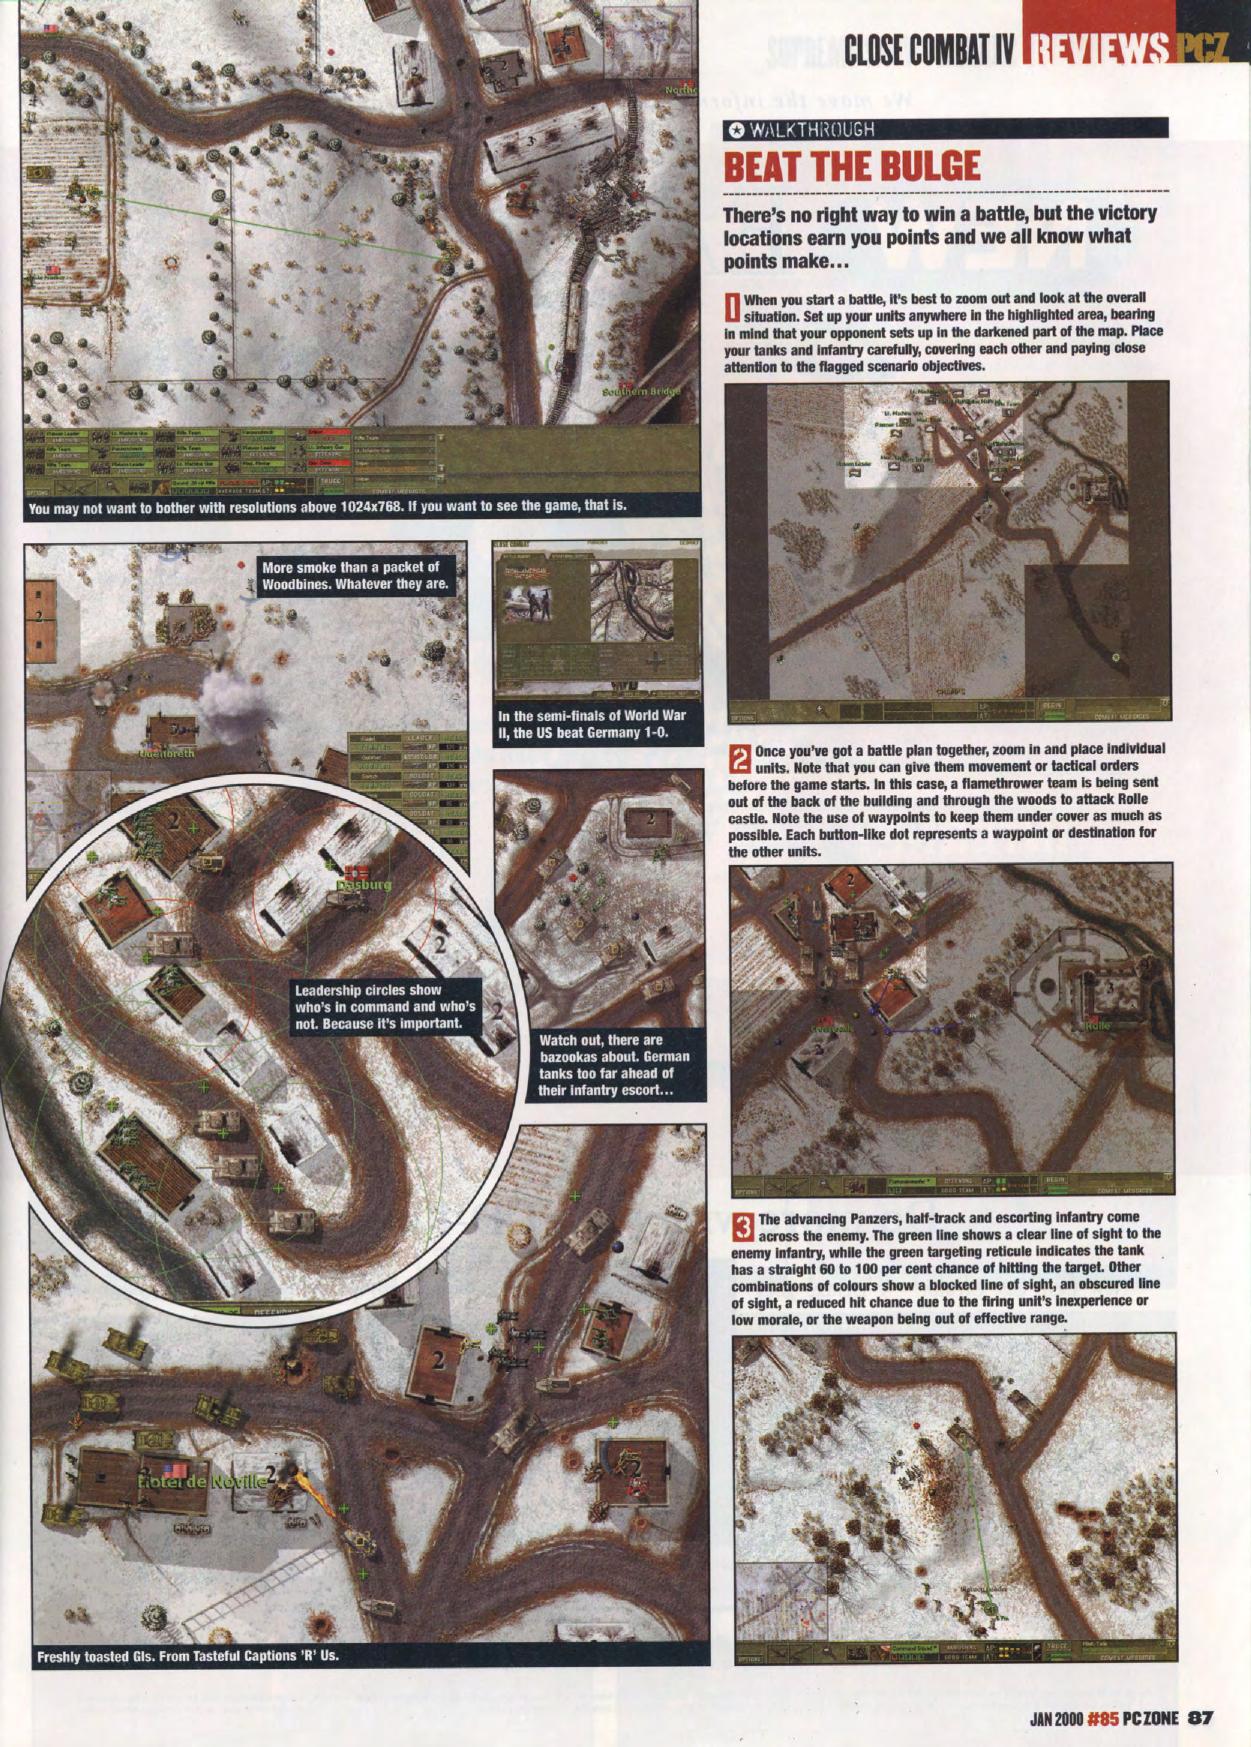 CLOSE COMBAT IV REVIEWS PCZ
WALKTHROUGH
BEAT THE BULGE
There's no right way to win a battle, but the victory
locations earn you points and we all know what
points make...
1 When you start a battle, it's best to zoom out and look at the overall
situation. Set up your units anywhere in the highlighted area, bearing
in mind that your opponent sets up in the darkened part of the map. Place
your tanks and infantry carefully, covering each other and paying close
attention to the flagged scenario objectives.
2 Once you've got a battle plan together, zoom in and place individual
units. Note that you can give them movement or tactical orders
before the game starts. In this case, a flamethrower team is being sent
out of the back of the building and through the woods to attack Rolle
castle. Note the use of waypoints to keep them under cover as much as
possible. Each button-like dot represents a waypoint or destination for
the other units.
Rolle
3 The advancing Panzers, half-track and escorting infantry come
across the enemy. The green line shows a clear line of sight to the
enemy infantry, while the green targeting reticule indicates the tank
has a straight 60 to 100 per cent chance of hitting the target. Other
combinations of colours show a blocked line of sight, an obscured line
of sight, a reduced hit chance due to the firing unit's inexperience or
low morale, or the weapon being out of effective range.
Southern Bridge
You may not want to bother with resolutions above 1024x768. If you want to see the game, that is.
More smoke than a packet of
Woodbines. Whatever they are.
In the semi-finals of World War
II, the US beat Germany 1-0.
Dasburg
Leadership circles show
who's in command and who's
not. Because it's important.
Watch out, there are
bazookas about. German
tanks too far ahead of
their infantry escort...
Hotel de Noville
Freshly toasted GIs. From Tasteful Captions 'R' Us.
JAN 2000 #85 PC ZONE 87